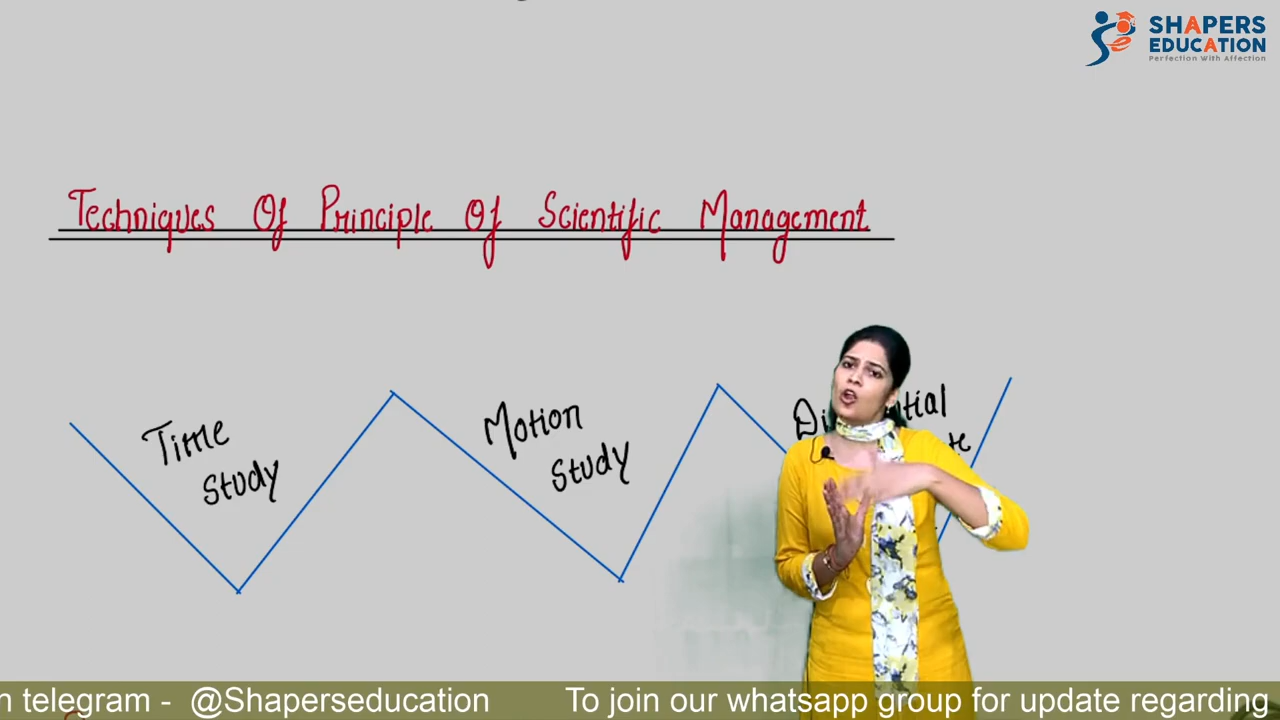 SHAPERS
EDUCATION
Perfection With Affection
Techniques Of Principle Of Scientific Management
Time
Study
Motion
Study
n telegram - @Shaperseducation To join our whatsapp group for update regarding